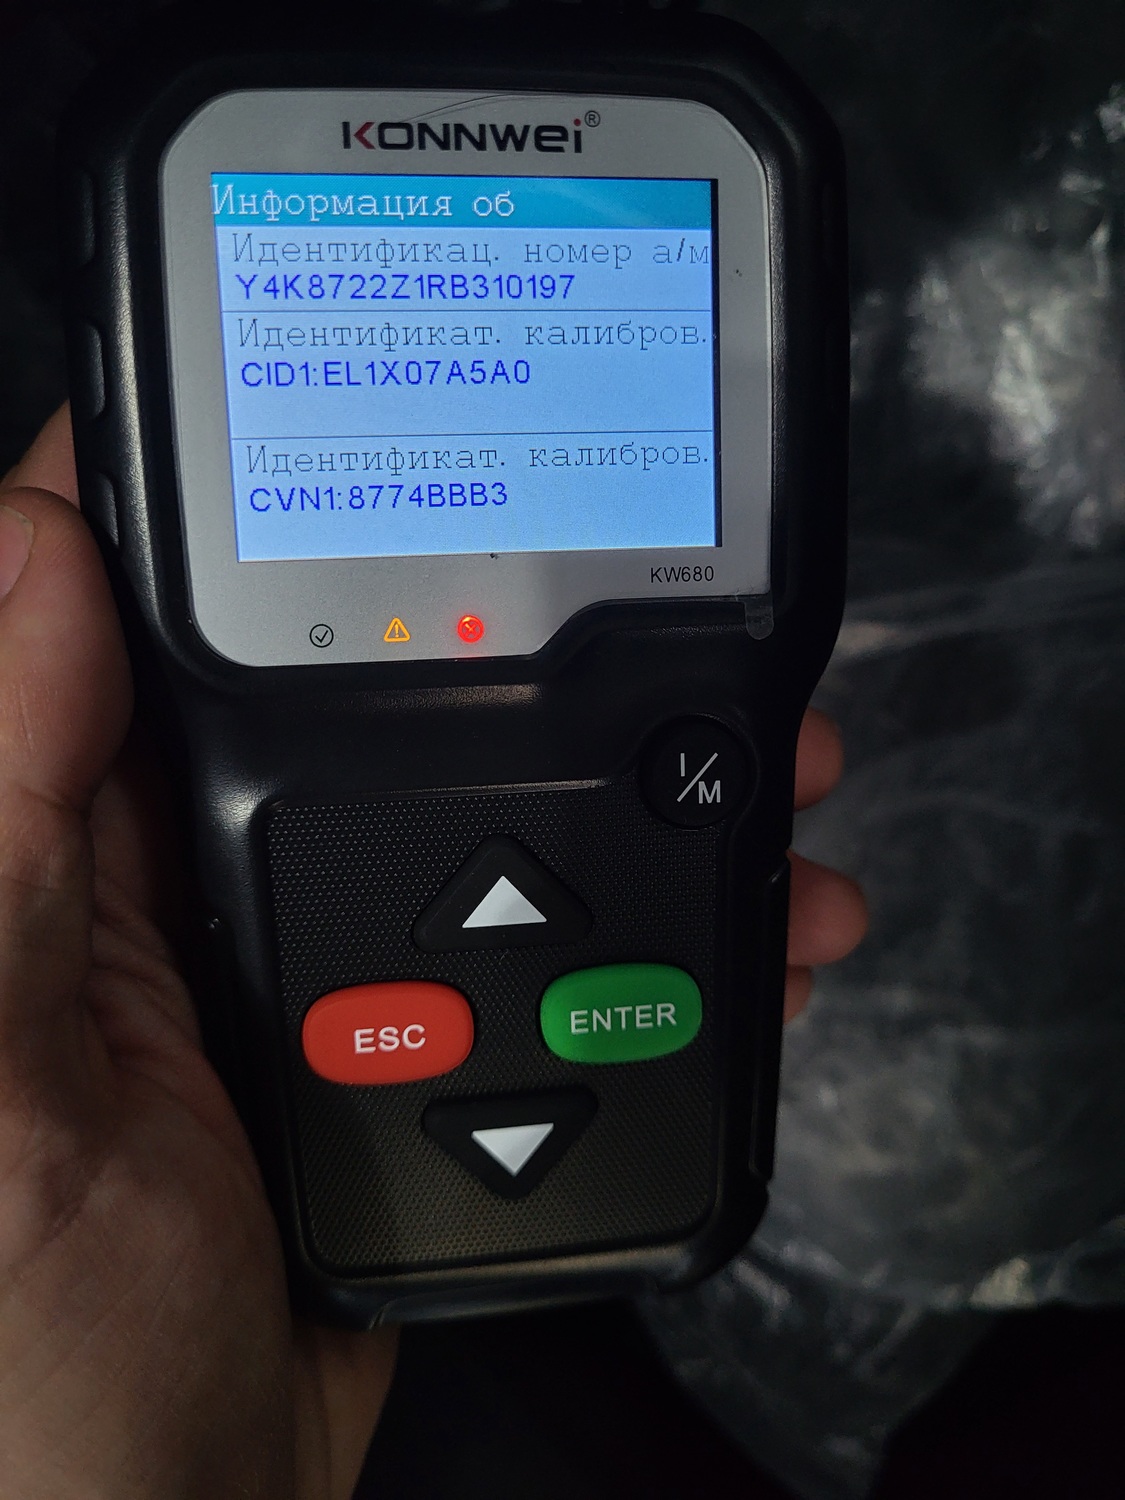 KONNWEI®
Информация об
Идентификац. номер а/м
Y4K8722Z1RB310197
Идентификат. калибров.
CID1:EL1X07A5A0
Идентификат. калибров.
CVN1:8774BBB3
KW680
I/M
ESC
ENTER